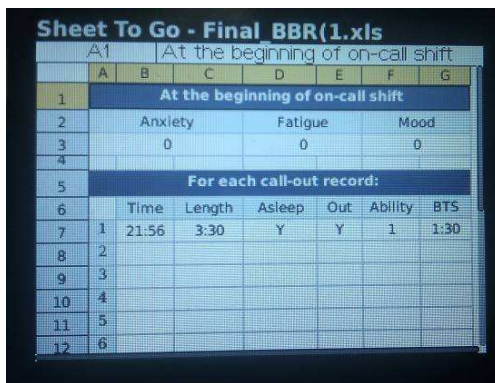 Sheet To Go - Final_BBR(1.xls
A1 At the beginning of on-call shift
A B C D E F G
1 At the beginning of on-call shift
2 Anxiety Fatigue Mood
3 0 0 0
4
5 For each call-out record:
6 Time Length Asleep Out Ability BTS
7 1 21:56 3:30 Y Y 1 1:30
8 2
9 3
10 4
11 5
12 6